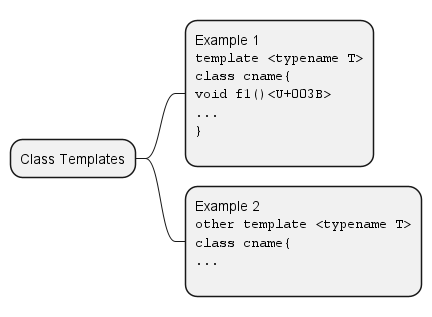 Class Templates
Example 1
template <typename T>
class cname{
void f1()<U+003B>
...
}
Example 2
other template <typename T>
class cname{
...